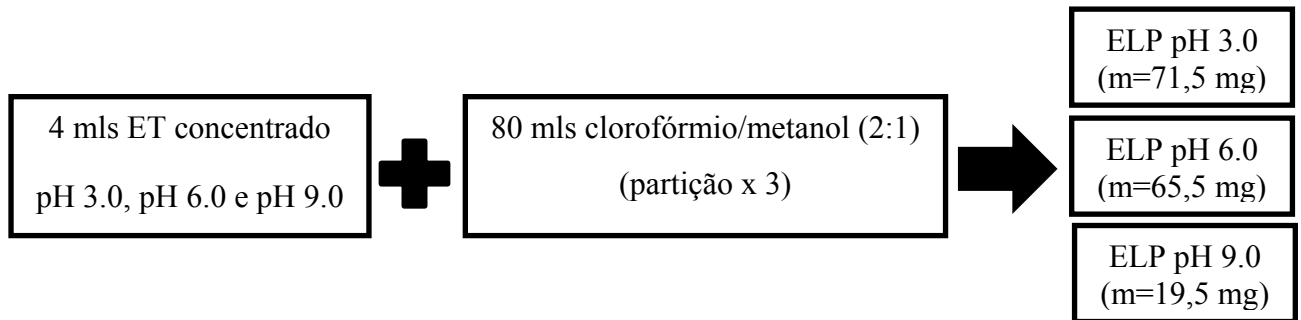 4 mls ET concentrado
pH 3.0, pH 6.0 e pH 9.0
80 mls clorofórmio/metanol (2:1)
(partição x 3)
ELP pH 3.0
(m=71,5 mg)
ELP pH 6.0
(m=65,5 mg)
ELP pH 9.0
(m=19,5 mg)